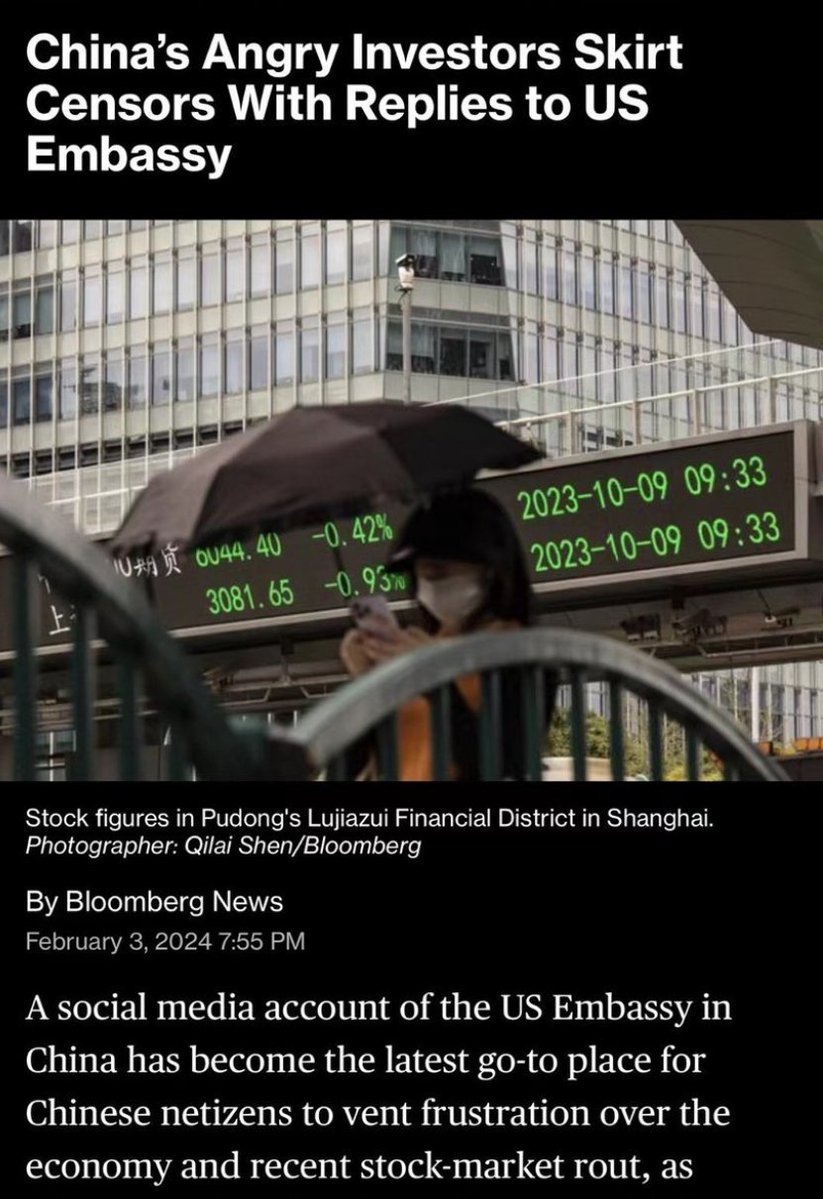 China’s Angry Investors Skirt
Censors With Replies to US
Embassy
2023-10-09 09:33
6044.40 -0.42%
2023-10-09 09:33
3081.65 -0.93%
Stock figures in Pudong's Lujiazui Financial District in Shanghai.
Photographer: Qilai Shen/Bloomberg
By Bloomberg News
February 3, 2024 7:55 PM
A social media account of the US Embassy in
China has become the latest go-to place for
Chinese netizens to vent frustration over the
economy and recent stock-market rout, as